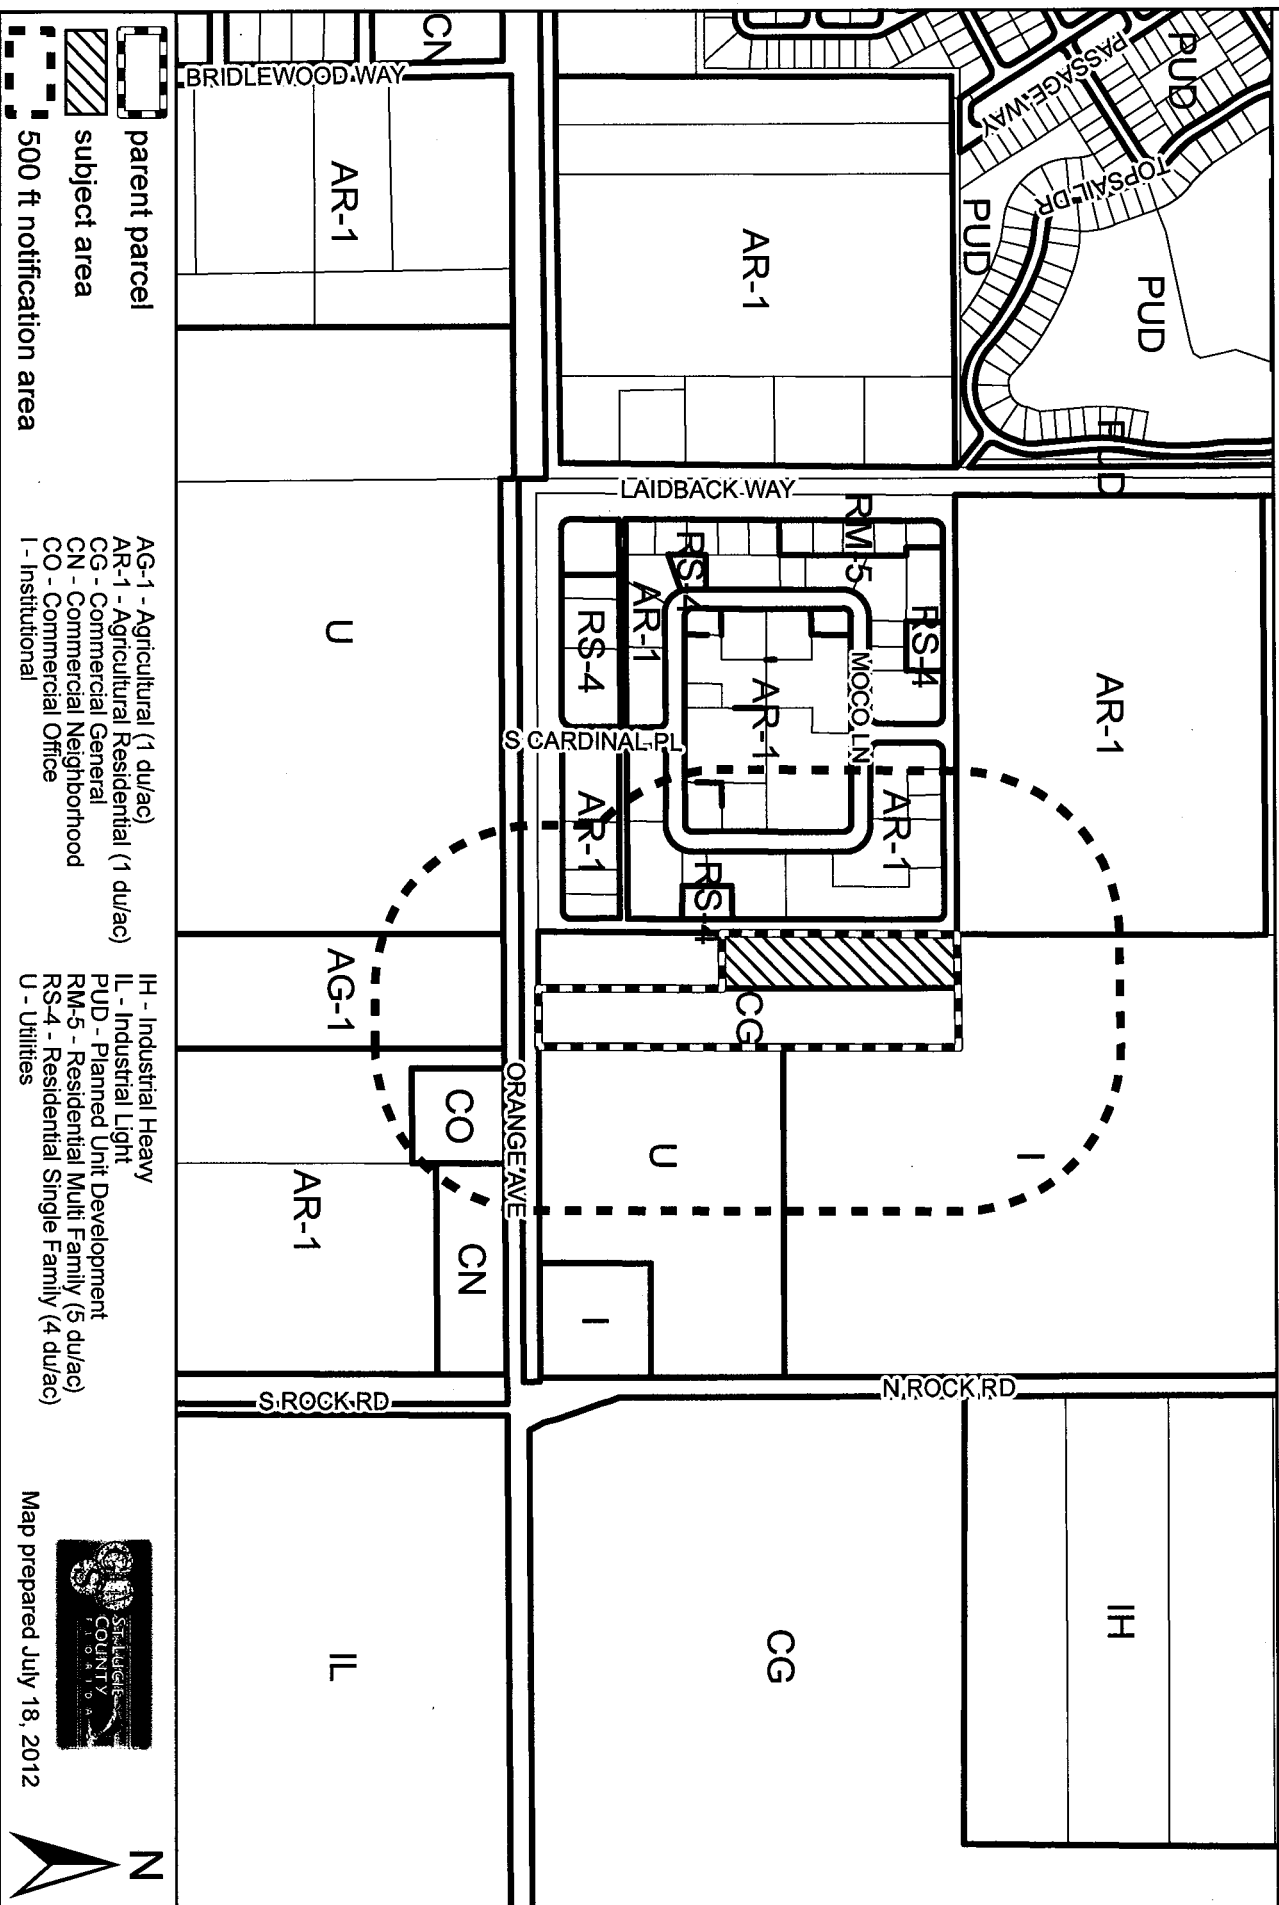 PUD
PASSAGE WAY
TOPSAIL DR
PUD
PUD
PUD
CN
BRIDLEWOOD WAY
AR-1
AR-1
LAIDBACK WAY
RM-5
RS-4
RS-4
AR-1
RS-4
MOCO LN
AR-1
S CARDINAL PL
AR-1
AR-1
RS-4
AR-1
U
CG
AG-1
CO
ORANGE AVE
U
I
AR-1
CN
I
N ROCK RD
S ROCK RD
IH
CG
IL
parent parcel
subject area
500 ft notification area
AG-1 - Agricultural (1 du/ac)
AR-1 - Agricultural Residential (1 du/ac)
CG - Commercial General
CN - Commercial Neighborhood
CO - Commercial Office
I - Institutional
IH - Industrial Heavy
IL - Industrial Light
PUD - Planned Unit Development
RM-5 - Residential Multi Family (5 du/ac)
RS-4 - Residential Single Family (4 du/ac)
U - Utilities
ST. LUCIE
COUNTY
FLORIDA
Map prepared July 18, 2012
N